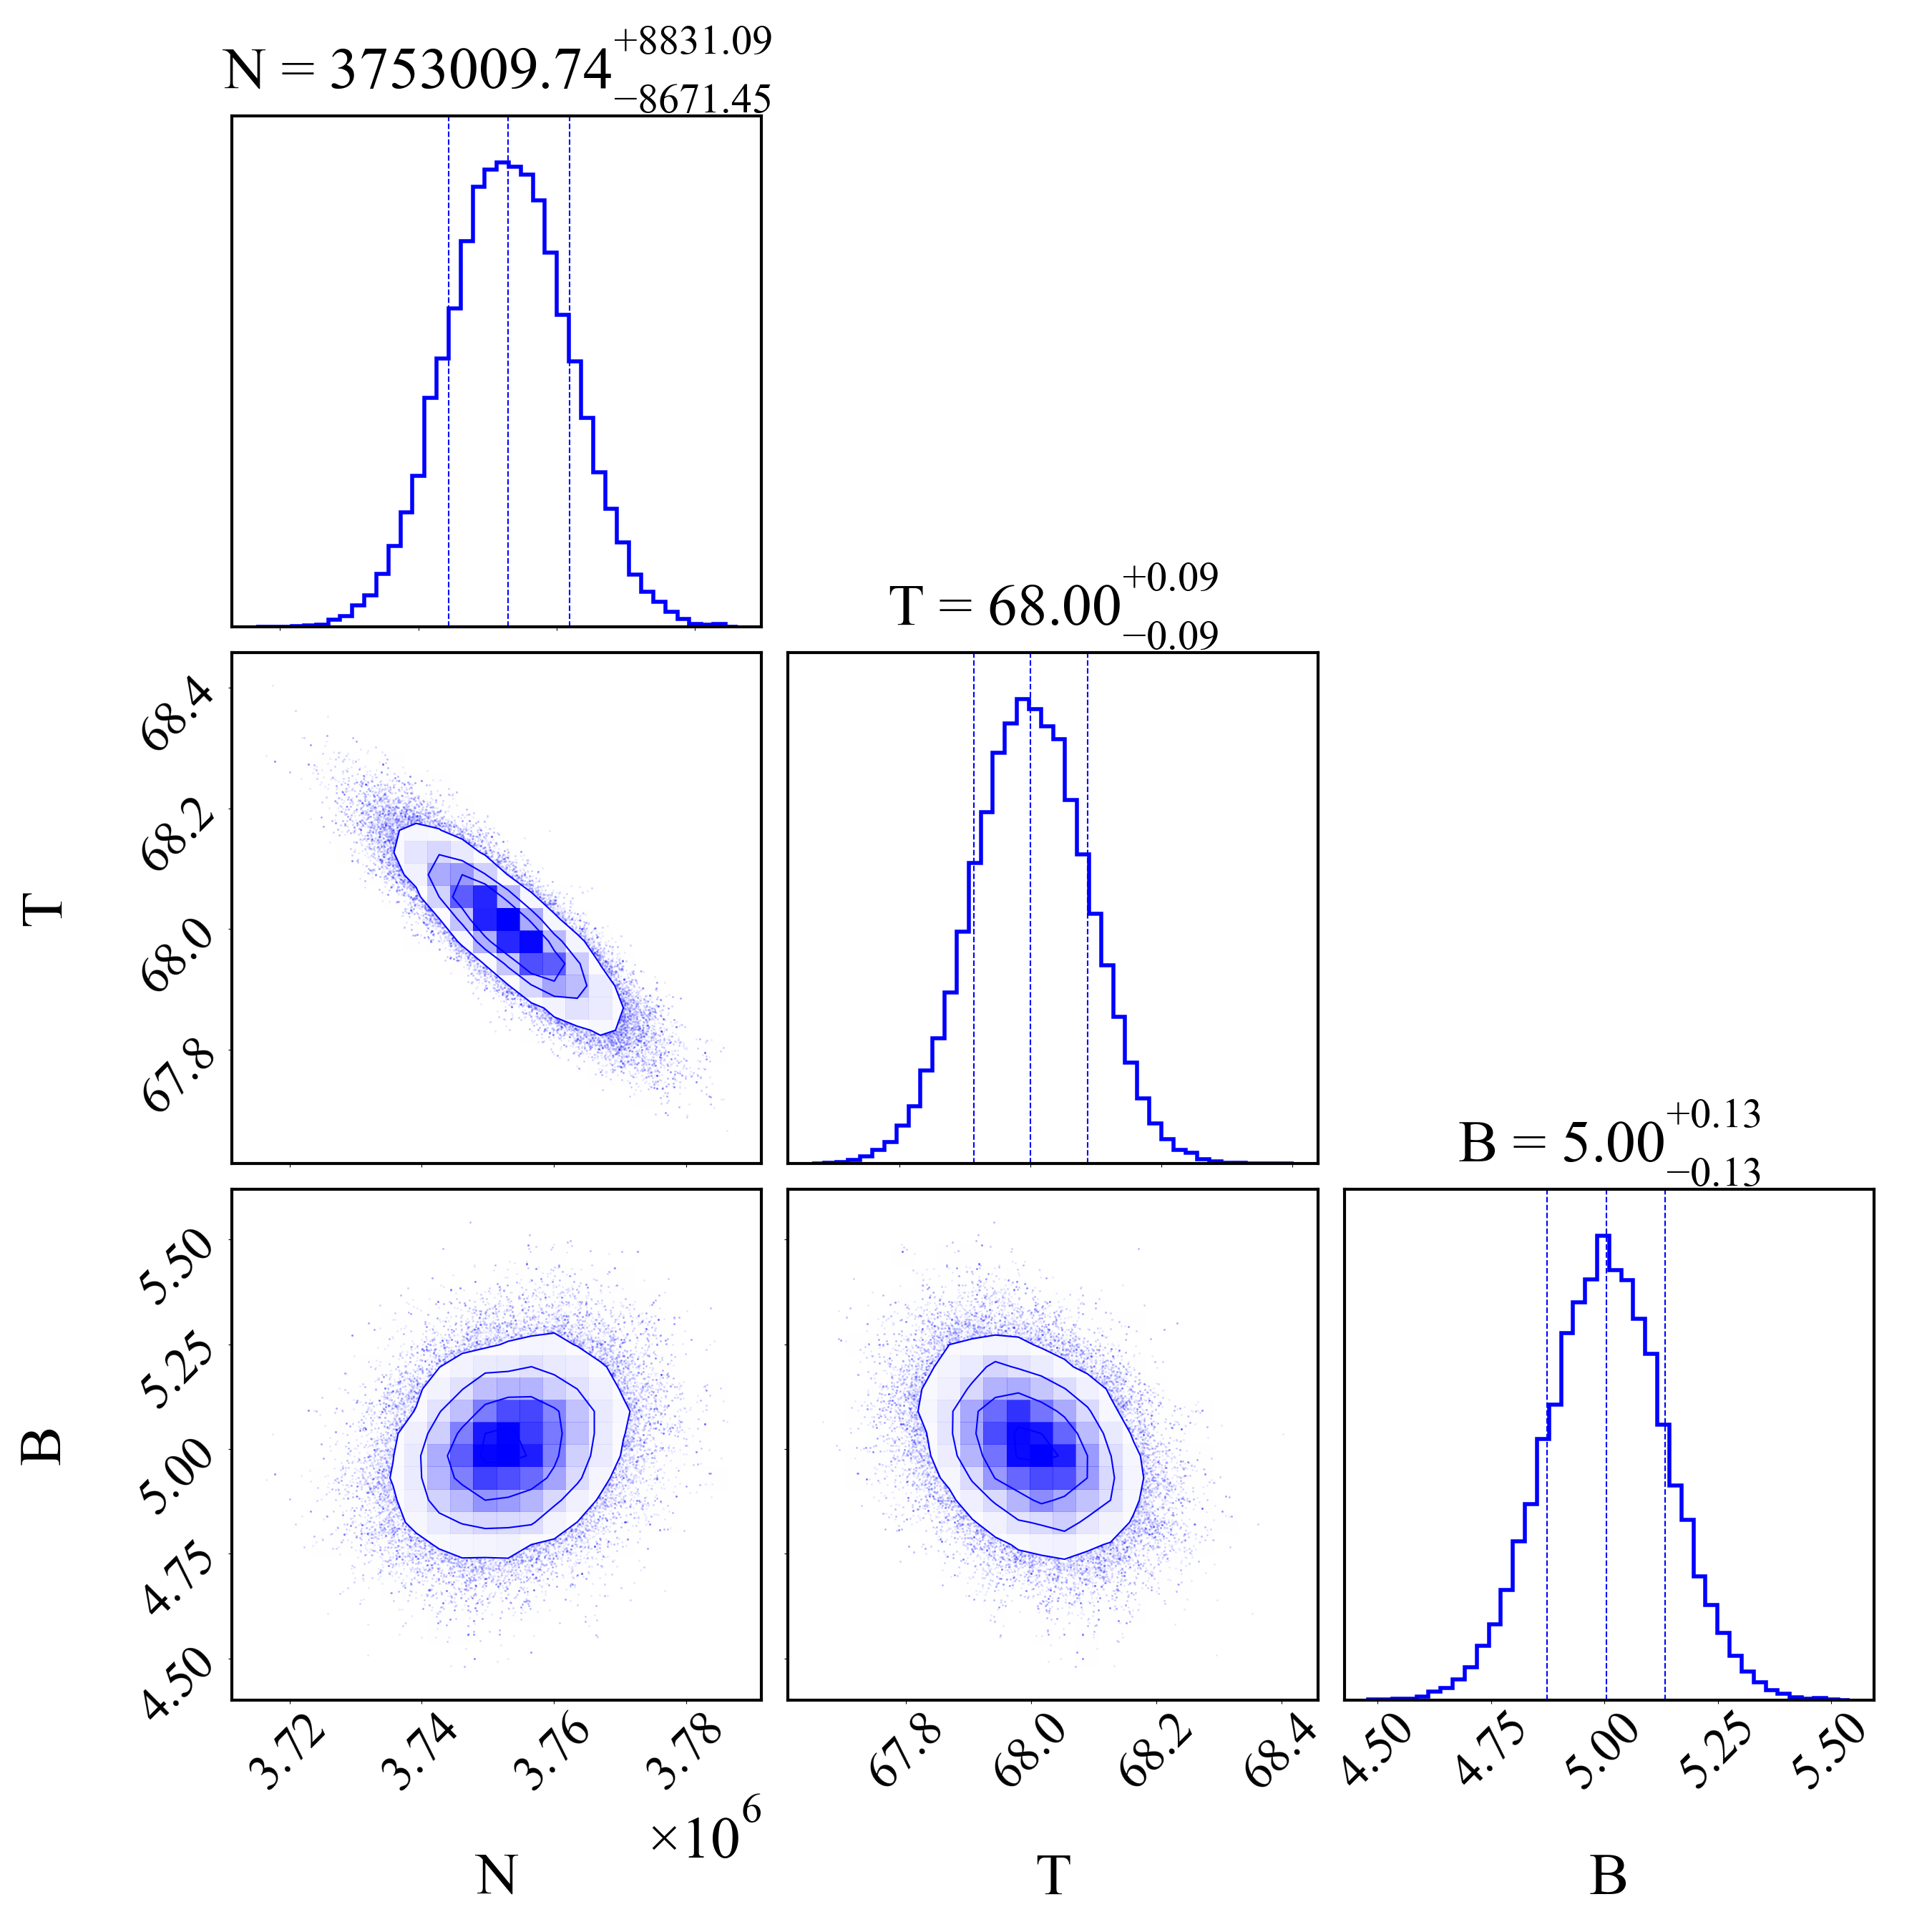 N = 3753009.74 +8831.09 −8671.45
T = 68.00 +0.09 −0.09
T
68.4
68.2
68.0
67.8
B = 5.00 +0.13 −0.13
B
5.50
5.25
5.00
4.75
4.50
3.72 3.74 3.76 3.78
67.8 68.0 68.2 68.4
4.50 4.75 5.00 5.25 5.50
×10⁶
N T B